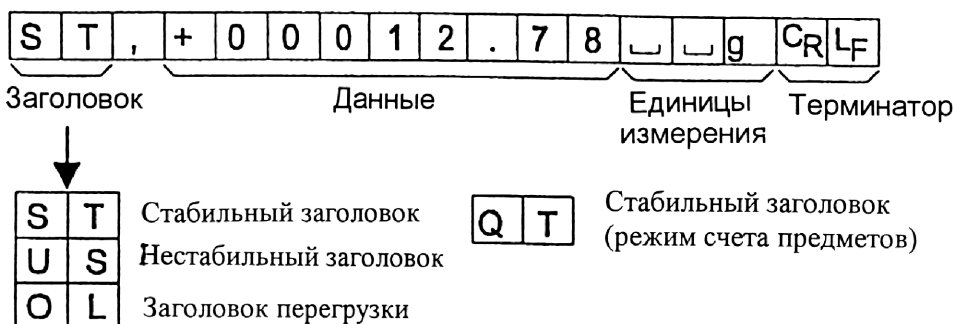 S T , + 0 0 0 1 2 . 7 8 ␣ ␣ g CR LF
Заголовок Данные Единицы измерения Терминатор
S T Стабильный заголовок
U S Нестабильный заголовок
O L Заголовок перегрузки
Q T Стабильный заголовок
(режим счета предметов)